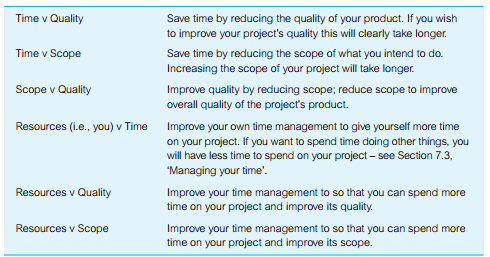 Time v Quality Save time by reducing the quality of your product. If you wish
to improve your project's quality this will clearly take longer.
Time v Scope Save time by reducing the scope of what you intend to do.
Increasing the scope of your project will take longer.
Scope v Quality Improve quality by reducing scope; reduce scope to improve
overall quality of the project's product.
Resources (i.e., you) v Time Improve your own time management to give yourself more time
on your project. If you want to spend time doing other things, you
will have less time to spend on your project – see Section 7.3,
'Managing your time'.
Resources v Quality Improve your time management to so that you can spend more
time on your project and improve its quality.
Resources v Scope Improve your time management to so that you can spend more
time on your project and improve its scope.